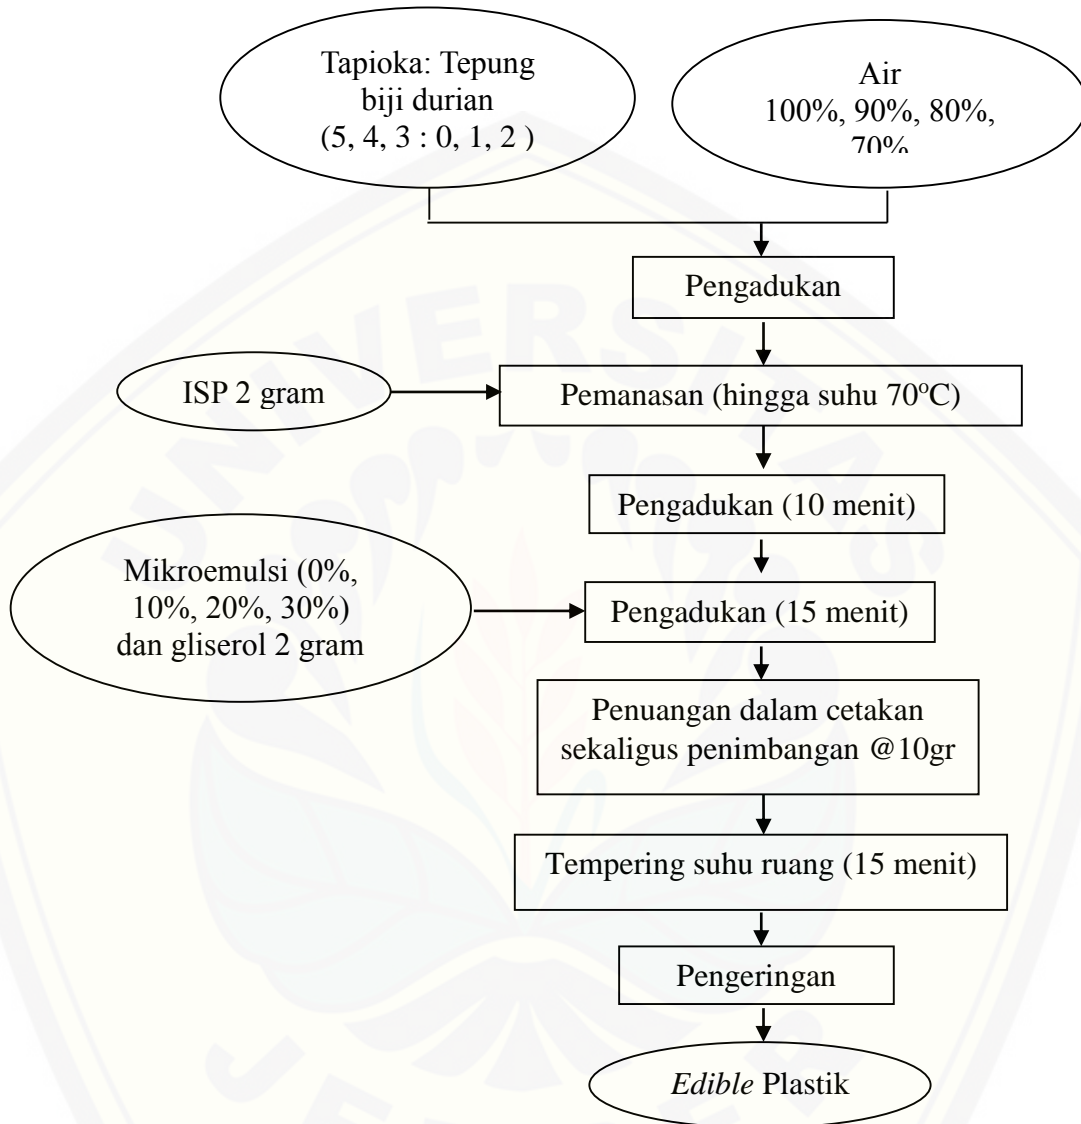 Tapioka: Tepung
biji durian
(5, 4, 3 : 0, 1, 2 )
Air
100%, 90%, 80%,
70%
Pengadukan
ISP 2 gram
Pemanasan (hingga suhu 70ºC)
Pengadukan (10 menit)
Mikroemulsi (0%,
10%, 20%, 30%)
dan gliserol 2 gram
Pengadukan (15 menit)
Penuangan dalam cetakan
sekaligus penimbangan @10gr
Tempering suhu ruang (15 menit)
Pengeringan
Edible Plastik
UNIVERSITAS